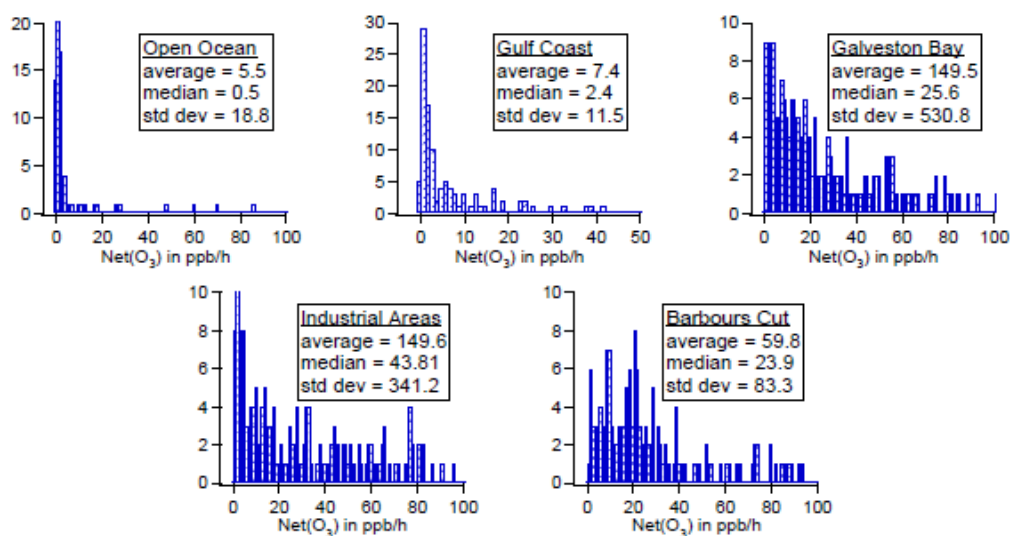 20
15
10
5
0
Open Ocean
average = 5.5
median = 0.5
std dev = 18.8
0 20 40 60 80 100
Net(O3) in ppb/h
30
25
20
15
10
5
0
Gulf Coast
average = 7.4
median = 2.4
std dev = 11.5
0 10 20 30 40 50
Net(O3) in ppb/h
10
8
6
4
2
0
Galveston Bay
average = 149.5
median = 25.6
std dev = 530.8
0 20 40 60 80 100
Net(O3) in ppb/h
10
8
6
4
2
0
Industrial Areas
average = 149.6
median = 43.81
std dev = 341.2
0 20 40 60 80 100
Net(O3) in ppb/h
10
8
6
4
2
0
Barbours Cut
average = 59.8
median = 23.9
std dev = 83.3
0 20 40 60 80 100
Net(O3) in ppb/h